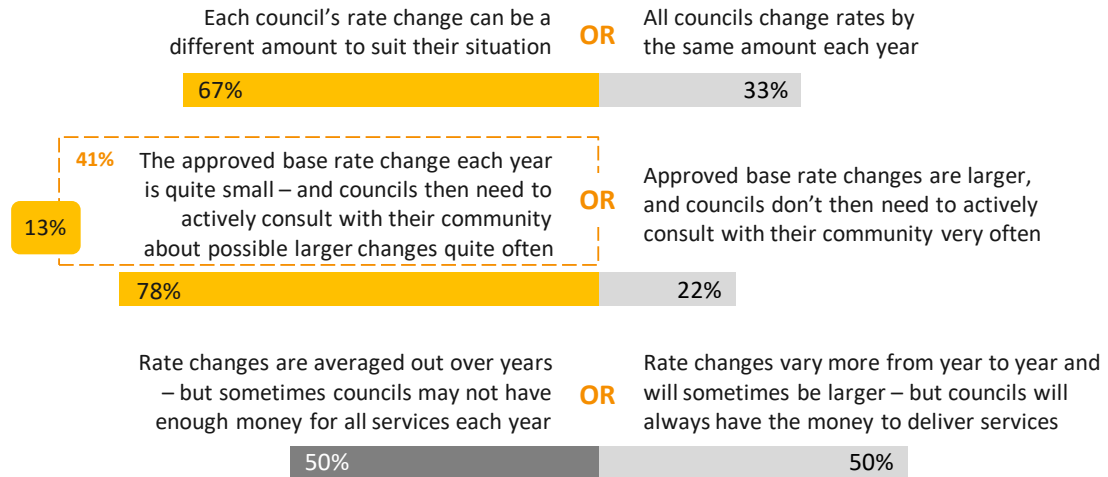 Each council’s rate change can be a
different amount to suit their situation
OR
All councils change rates by
the same amount each year
67%
33%
41%
The approved base rate change each year
is quite small – and councils then need to
actively consult with their community
about possible larger changes quite often
13%
OR
Approved base rate changes are larger,
and councils don’t then need to actively
consult with their community very often
78%
22%
Rate changes are averaged out over years
– but sometimes councils may not have
enough money for all services each year
OR
Rate changes vary more from year to year and
will sometimes be larger – but councils will
always have the money to deliver services
50%
50%